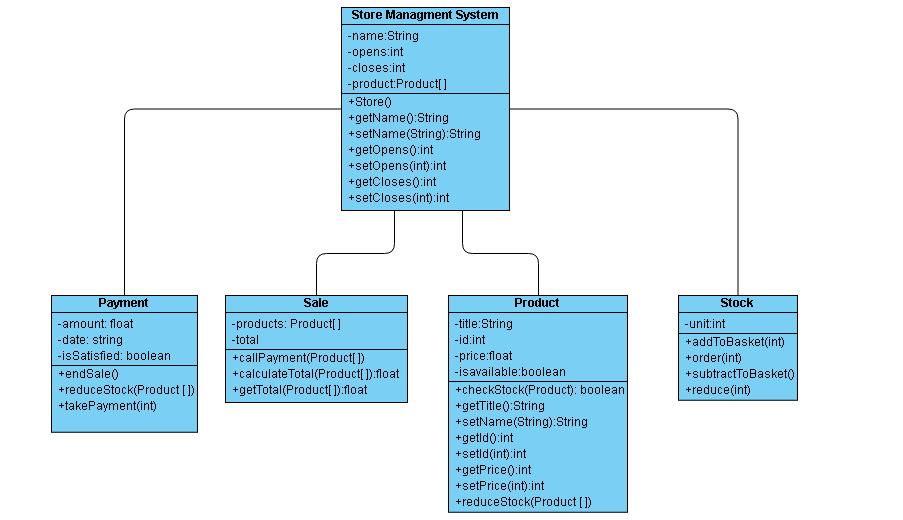 Store Managment System
-name:String
-opens:int
-closes:int
-product:Product[ ]
+Store()
+getName():String
+setName(String):String
+getOpens():int
+setOpens(int):int
+getCloses():int
+setCloses(int):int
Payment
-amount: float
-date: string
-isSatisfied: boolean
+endSale()
+reduceStock(Product [ ])
+takePayment(int)
Sale
-products: Product[ ]
-total
+callPayment(Product[ ])
+calculateTotal(Product[ ]):float
+getTotal(Product[ ]):float
Product
-title:String
-id:int
-price:float
-isavailable:boolean
+checkStock(Product): boolean
+getTitle():String
+setName(String):String
+getId():int
+setId(int):int
+getPrice():int
+setPrice(int):int
+reduceStock(Product [ ])
Stock
-unit:int
+addToBasket(int)
+order(int)
+subtractToBasket()
+reduce(int)